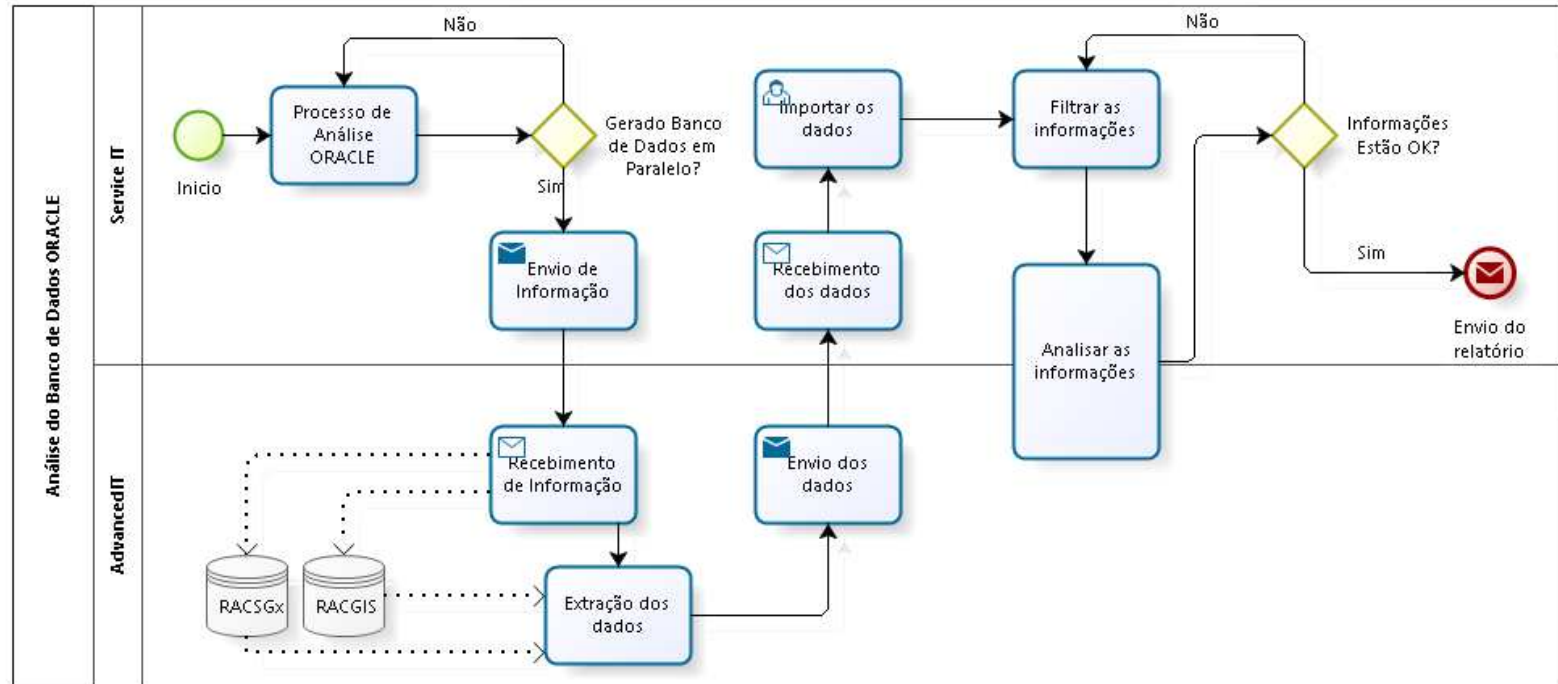 Análise do Banco de Dados ORACLE
Service IT
AdvancedIT
Não
Processo de
Análise
ORACLE
Inicio
Gerado Banco
de Dados em
Paralelo?
Sim
Envio de
Informação
Importar os
dados
Recebimento
dos dados
Não
Filtrar as
informações
Informações
Estão OK?
Sim
Envio do
relatório
Analisar as
informações
Recebimento
de Informação
Envio dos
dados
RACSGx
RACGIS
Extração dos
dados